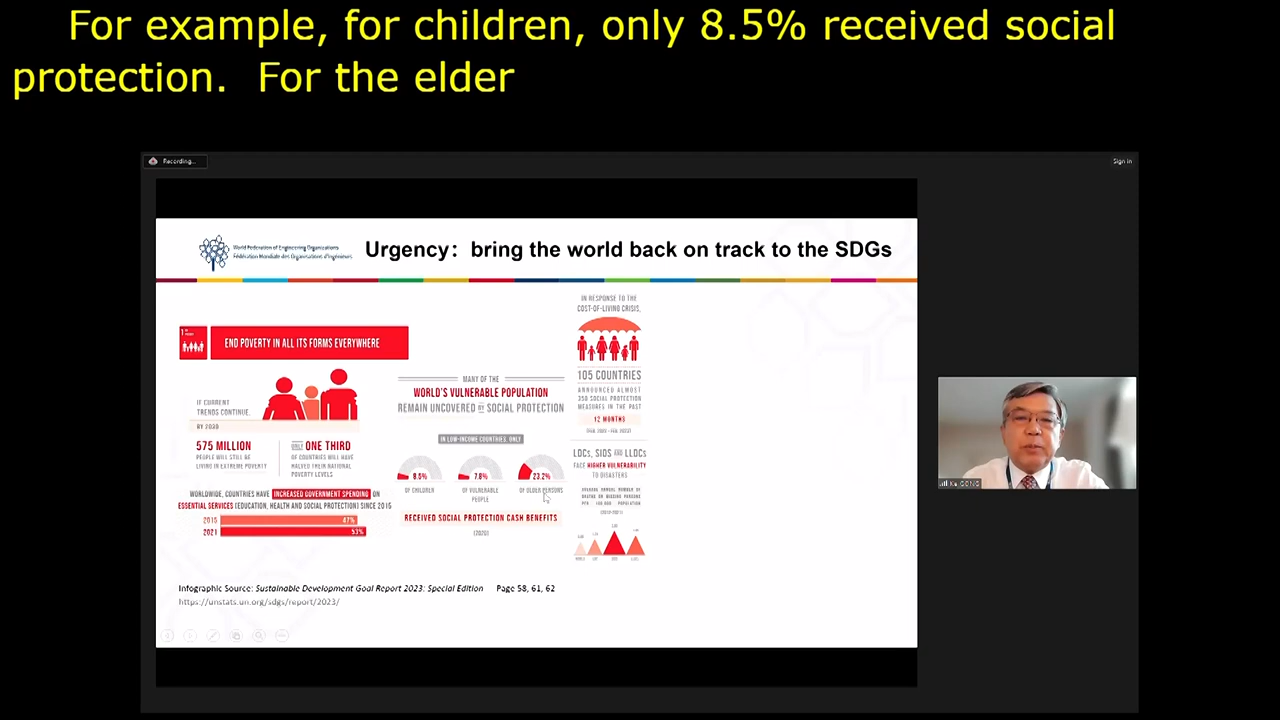 For example, for children, only 8.5% received social
protection.  For the elder
Recording...
Sign in
World Federation of Engineering Organizations
Fédération Mondiale des Organisations d'Ingénieurs
Urgency: bring the world back on track to the SDGs
1 NO POVERTY
END POVERTY IN ALL ITS FORMS EVERYWHERE
IF CURRENT
TRENDS CONTINUE,
BY 2030
575 MILLION
PEOPLE WILL STILL BE
LIVING IN EXTREME POVERTY
ONLY ONE THIRD
OF COUNTRIES WILL HAVE
HALVED THEIR NATIONAL
POVERTY LEVELS
WORLDWIDE, COUNTRIES HAVE INCREASED GOVERNMENT SPENDING ON
ESSENTIAL SERVICES (EDUCATION, HEALTH AND SOCIAL PROTECTION) SINCE 2015
2015 47%
2021 53%
MANY OF THE
WORLD'S VULNERABLE POPULATION
REMAIN UNCOVERED BY SOCIAL PROTECTION
IN LOW-INCOME COUNTRIES, ONLY
8.5%
OF CHILDREN
7.8%
OF VULNERABLE
PEOPLE
23.2%
OF OLDER PERSONS
RECEIVED SOCIAL PROTECTION CASH BENEFITS
(2020)
IN RESPONSE TO THE
COST-OF-LIVING CRISIS,
105 COUNTRIES
ANNOUNCED ALMOST
350 SOCIAL PROTECTION
MEASURES IN THE PAST
12 MONTHS
LDCs, SIDS AND LLDCs
FACE HIGHER VULNERABILITY
TO DISASTERS
Infographic Source: Sustainable Development Goal Report 2023: Special Edition Page 58, 61, 62
https://unstats.un.org/sdgs/report/2023/
Ke GONG